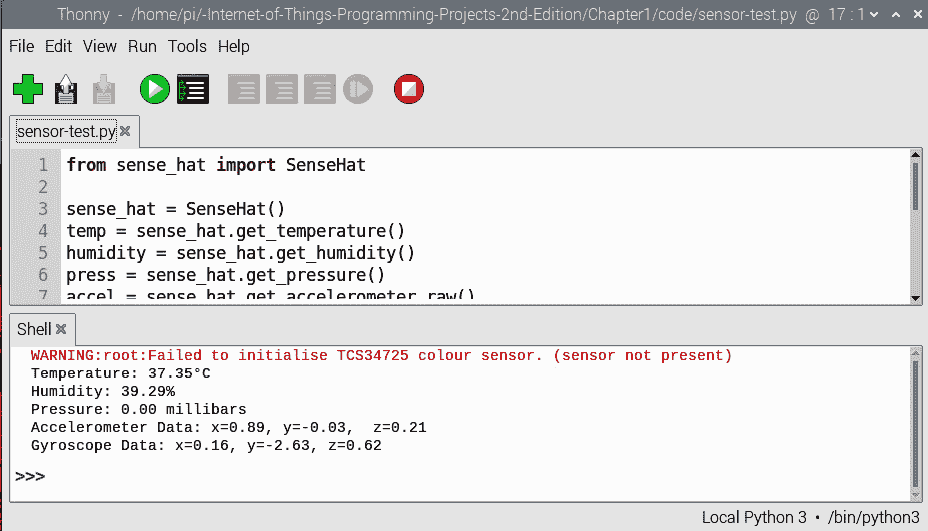 Thonny - /home/pi/-Internet-of-Things-Programming-Projects-2nd-Edition/Chapter1/code/sensor-test.py @ 17 : 1
File Edit View Run Tools Help
sensor-test.py
1 from sense_hat import SenseHat
2
3 sense_hat = SenseHat()
4 temp = sense_hat.get_temperature()
5 humidity = sense_hat.get_humidity()
6 press = sense_hat.get_pressure()
7 accel = sense_hat.get_accelerometer_raw()
Shell
WARNING:root:Failed to initialise TCS34725 colour sensor. (sensor not present)
Temperature: 37.35°C
Humidity: 39.29%
Pressure: 0.00 millibars
Accelerometer Data: x=0.89, y=-0.03,  z=0.21
Gyroscope Data: x=0.16, y=-2.63, z=0.62
>>>
Local Python 3 • /bin/python3